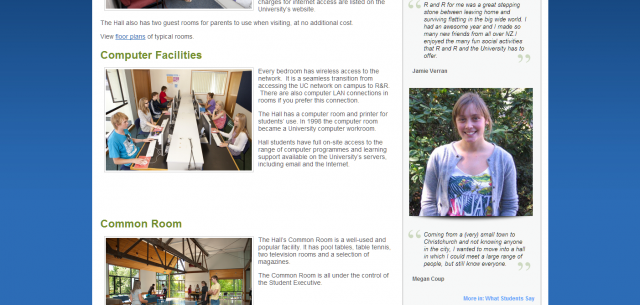 charges for internet access are listed on the
University's website
The Hall also has two guest rooms for parents to use when visiting, at no additional cost.
View floor plans of typical rooms.
Computer Facilities
Every bedroom has wireless access to the
network. It is a seamless transition from
accessing the UC network on campus to R&R.
There are also computer LAN connections in
rooms if you prefer this connection.
The Hall has a computer room and printer for
students' use. In 1998 the computer room
became a University computer workroom.
Hall students have full on-site access to the
range of computer programmes and learning
support available on the University's servers,
including email and the Internet.
Common Room
The Hall's Common Room is a well-used and
popular facility. It has pool tables, table tennis,
two television rooms and a selection of
magazines.
The Common Room is all under the control of
the Student Executive.
R and R for me was a great stepping
stone between leaving home and
surviving flatting in the big wide world. I
had an awesome year and I made so
many new friends from all over NZ.I
enjoyed the many fun social activities
that R and R and the University has to
offer.
Jamie Verran
Coming from a (very) small town to
Christchurch and not knowing anyone
in the city, I wanted to move into a hall
in which I could meet a large range of
people, but still know everyone.
Megan Coup
More in: What Students Say